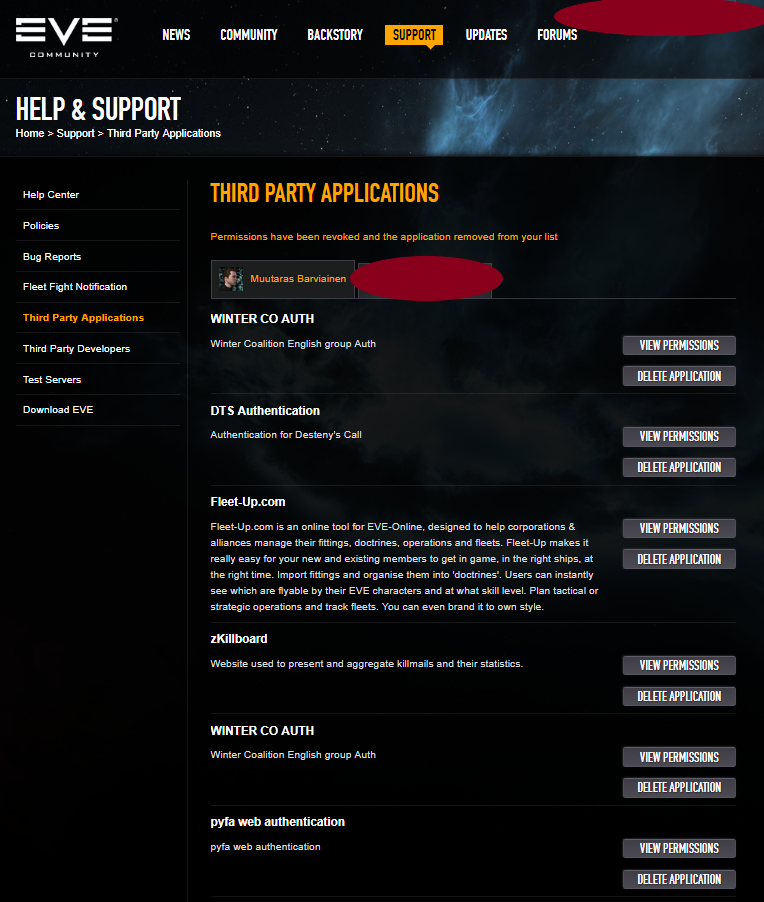 EVE
COMMUNITY
NEWS
COMMUNITY
BACKSTORY
SUPPORT
UPDATES
FORUMS
HELP & SUPPORT
Home > Support > Third Party Applications
Help Center
Policies
Bug Reports
Fleet Fight Notification
Third Party Applications
Third Party Developers
Test Servers
Download EVE
THIRD PARTY APPLICATIONS
Permissions have been revoked and the application removed from your list
Muutaras Barviainen
WINTER CO AUTH
Winter Coalition English group Auth
VIEW PERMISSIONS
DELETE APPLICATION
DTS Authentication
Authentication for Desteny's Call
VIEW PERMISSIONS
DELETE APPLICATION
Fleet-Up.com
Fleet-Up.com is an online tool for EVE-Online, designed to help corporations &
alliances manage their fittings, doctrines, operations and fleets. Fleet-Up makes it
really easy for your new and existing members to get in game, in the right ships, at
the right time. Import fittings and organise them into 'doctrines'. Users can instantly
see which are flyable by their EVE characters and at what skill level. Plan tactical or
strategic operations and track fleets. You can even brand it to own style.
VIEW PERMISSIONS
DELETE APPLICATION
zKillboard
Website used to present and aggregate killmails and their statistics.
VIEW PERMISSIONS
DELETE APPLICATION
WINTER CO AUTH
Winter Coalition English group Auth
VIEW PERMISSIONS
DELETE APPLICATION
pyfa web authentication
pyfa web authentication
VIEW PERMISSIONS
DELETE APPLICATION